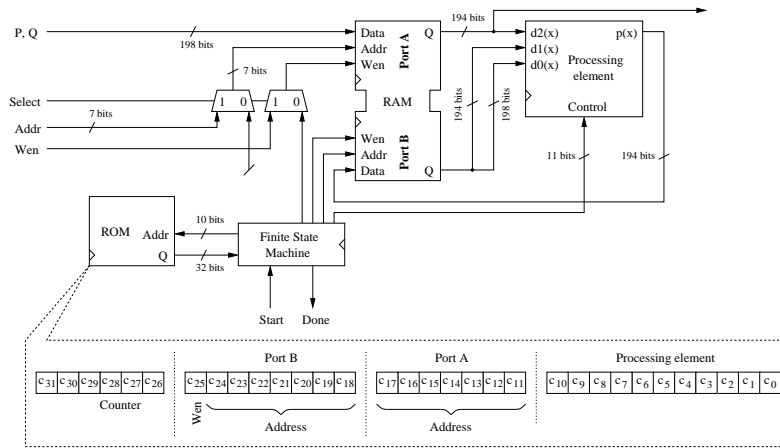 P, Q
198 bits
Data
Addr
Wen
Port A
Q
194 bits
d2(x)
d1(x)
d0(x)
p(x)
Processing
element
Control
7 bits
Select
1 0
1 0
RAM
Addr
7 bits
Wen
Wen
Addr
Data
Port B
Q
194 bits
198 bits
11 bits
194 bits
ROM
Addr
Q
10 bits
32 bits
Finite State
Machine
Start
Done
Port B
Port A
Processing element
c31 c30 c29 c28 c27 c26
c25 c24 c23 c22 c21 c20 c19 c18
c17 c16 c15 c14 c13 c12 c11
c10 c9 c8 c7 c6 c5 c4 c3 c2 c1 c0
Counter
Wen
Address
Address